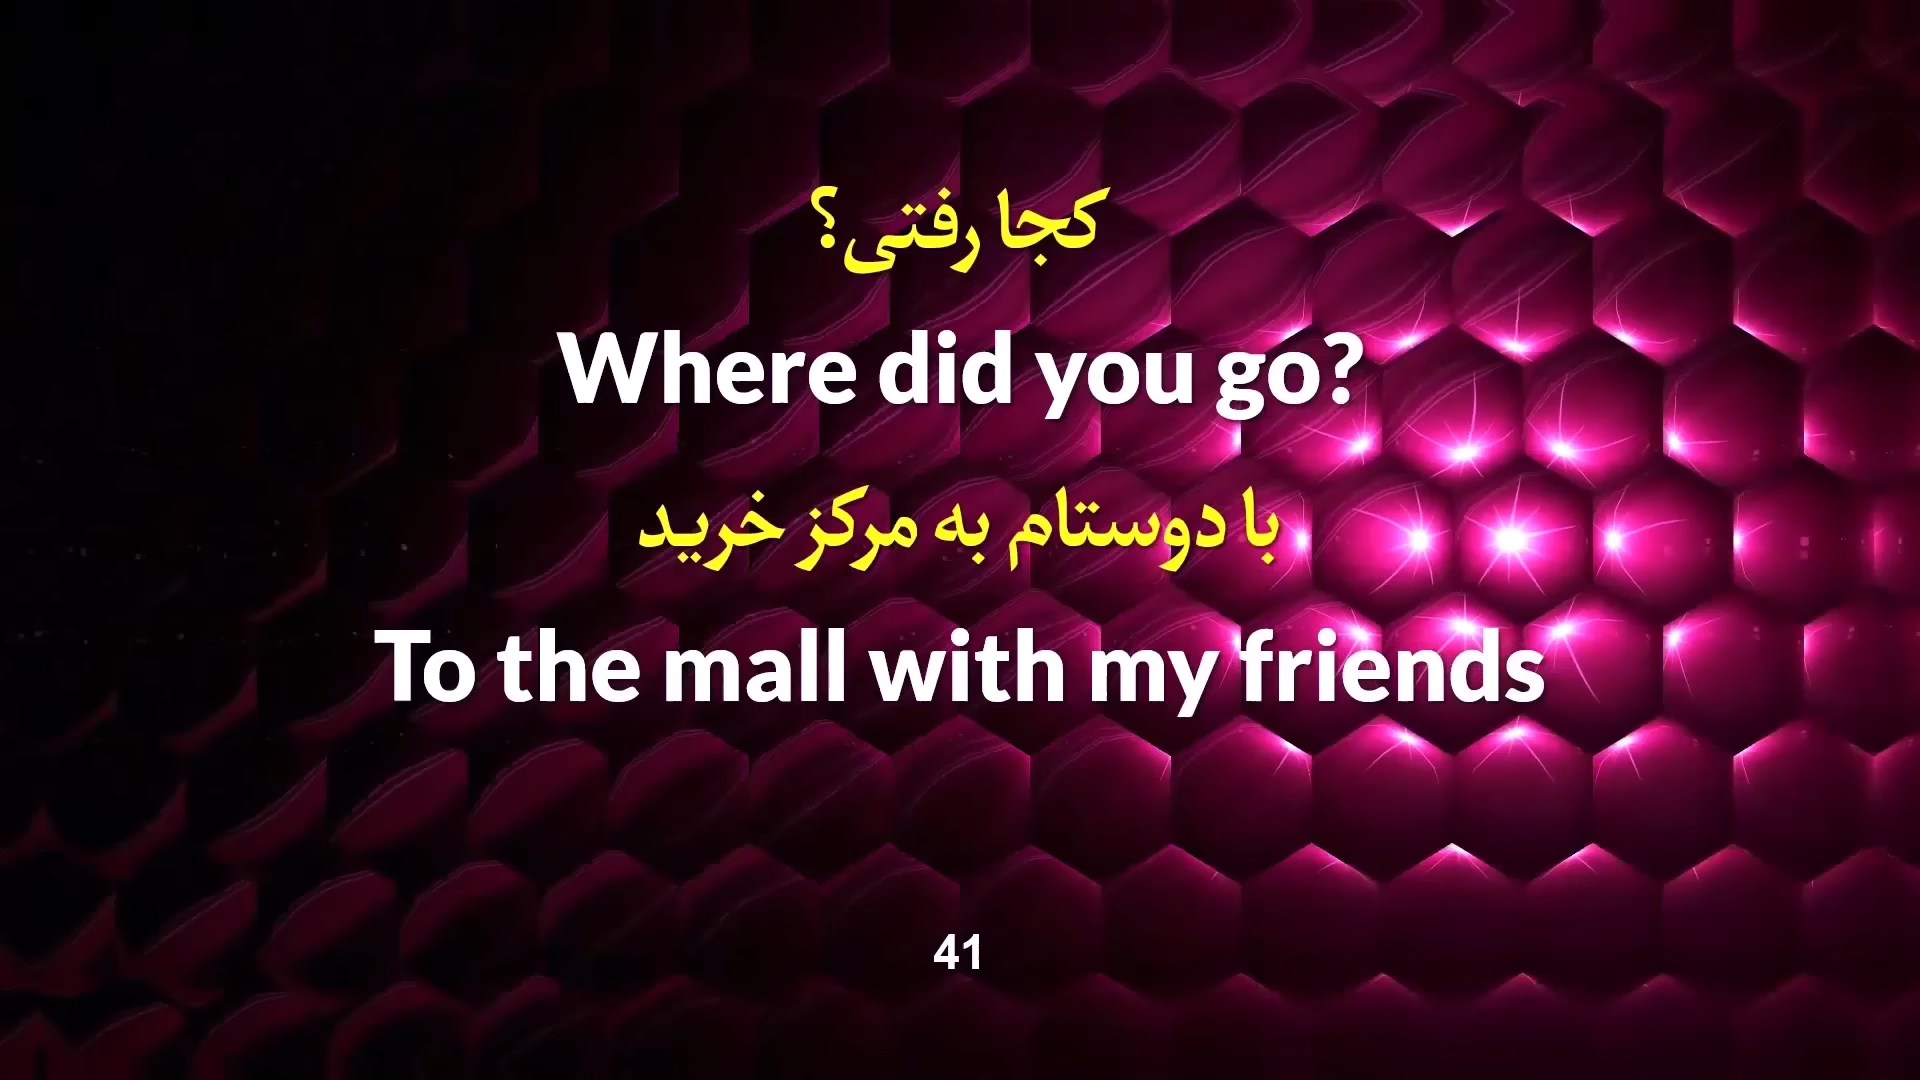 کجا رفتی؟
Where did you go?
با دوستام به مرکز خرید
To the mall with my friends
41